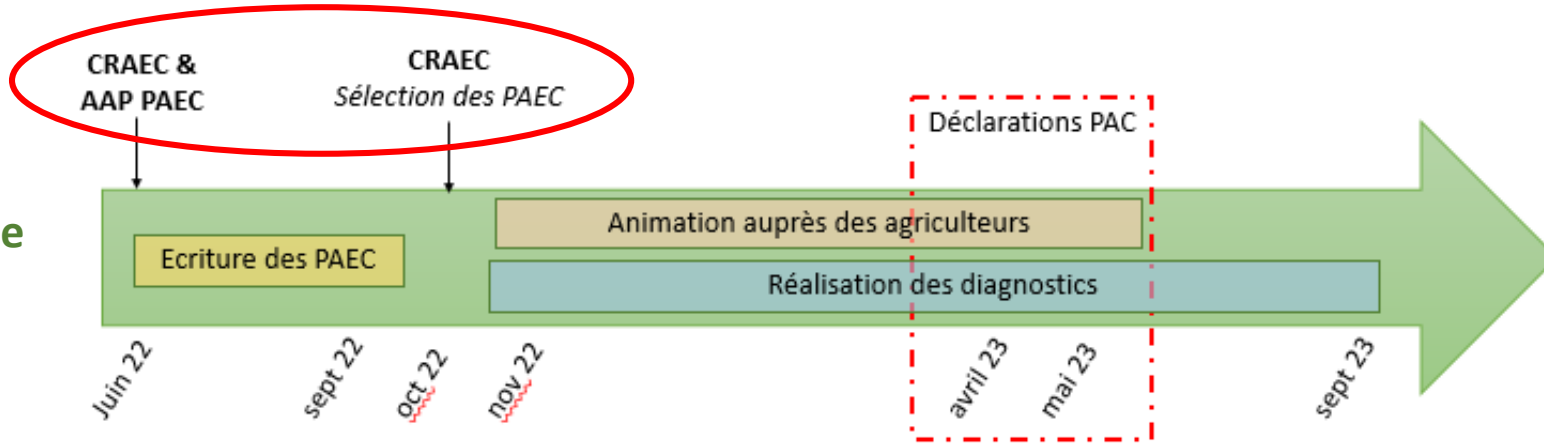 CRAEC &
AAP PAEC
CRAEC
Sélection des PAEC
Déclarations PAC
e
Animation auprès des agriculteurs
Ecriture des PAEC
Réalisation des diagnostics
Juin 22
sept 22
oct 22
nov 22
avril 23
mai 23
sept 23